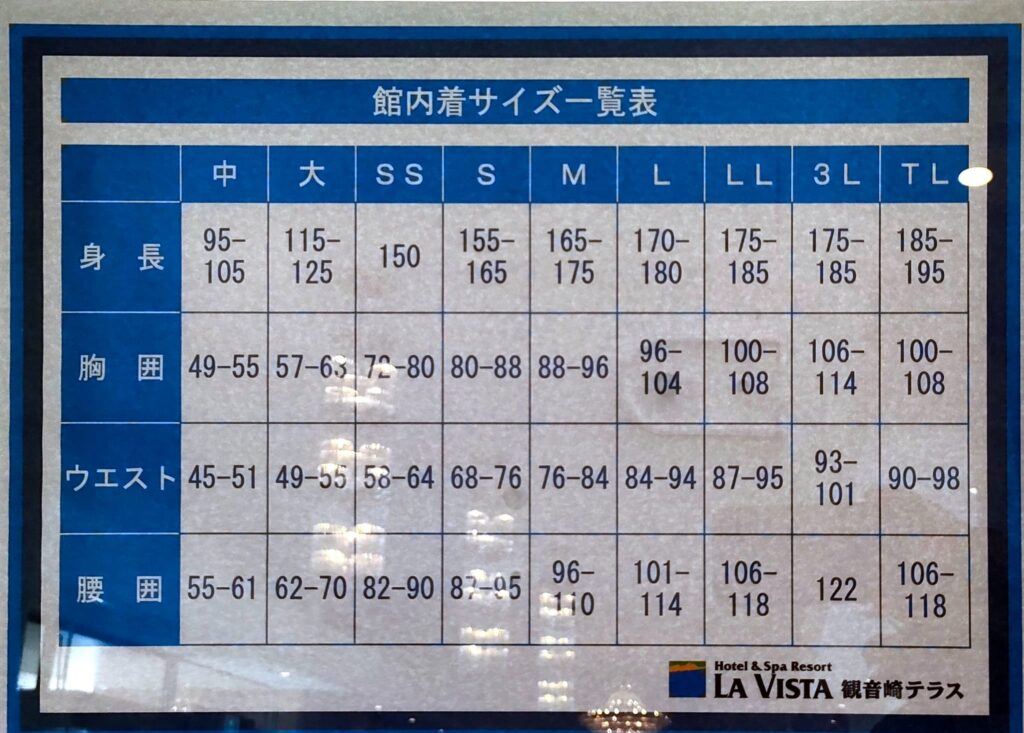 館内着サイズ一覧表
中 大 SS S M L LL 3L TL
身長 95-105 115-125 150 155-165 165-175 170-180 175-185 175-185 185-195
胸囲 49-55 57-63 72-80 80-88 88-96 96-104 100-108 106-114 100-108
ウエスト 45-51 49-55 58-64 68-76 76-84 84-94 87-95 93-101 90-98
腰囲 55-61 62-70 82-90 87-95 96-110 101-114 106-118 122 106-118
Hotel & Spa Resort
LA VISTA 観音崎テラス